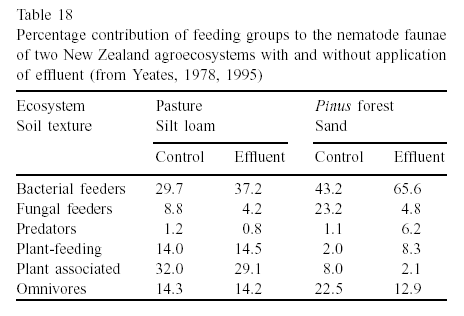 Table 18
Percentage contribution of feeding groups to the nematode faunae
of two New Zealand agroecosystems with and without application
of effluent (from Yeates, 1978, 1995)
Ecosystem Pasture Pinus forest
Soil texture Silt loam Sand
Control Effluent Control Effluent
Bacterial feeders 29.7 37.2 43.2 65.6
Fungal feeders 8.8 4.2 23.2 4.8
Predators 1.2 0.8 1.1 6.2
Plant-feeding 14.0 14.5 2.0 8.3
Plant associated 32.0 29.1 8.0 2.1
Omnivores 14.3 14.2 22.5 12.9